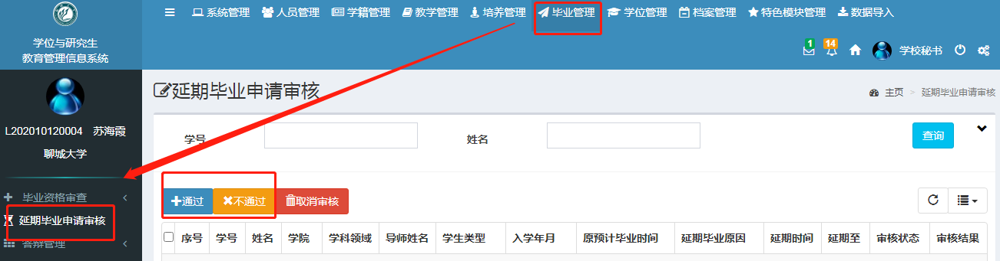 系统管理 人员管理 学籍管理 教学管理 培养管理 毕业管理 学位管理 档案管理 特色模块管理 数据导入
学位与研究生
教育管理信息系统
1 14 学校秘书
延期毕业申请审核
主页 > 延期毕业申请审核
L202010120004 苏海霞
聊城大学
学号 姓名 查询
毕业资格审查
延期毕业申请审核
答辩管理
通过 不通过 取消审核
序号 学号 姓名 学院 学科领域 导师姓名 学生类型 入学年月 原预计毕业时间 延期毕业原因 延期时间 延期至 审核状态 审核结果